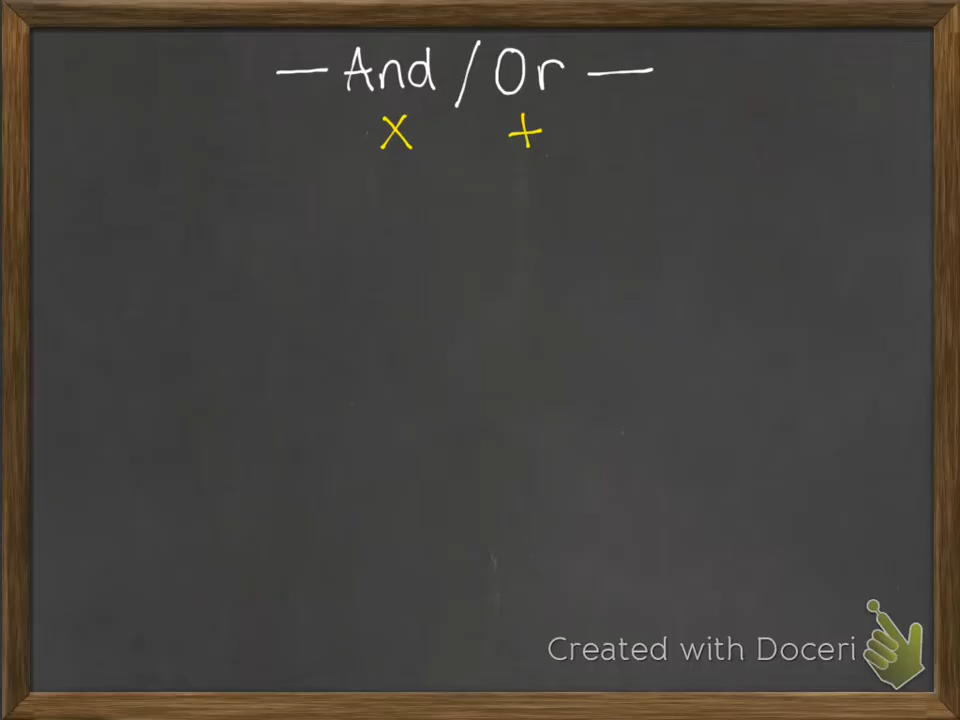 — And / Or —
x +
Created with Doceri